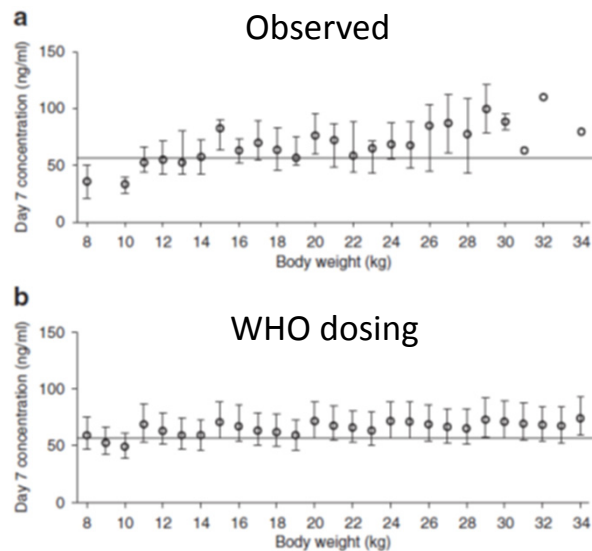 a
Observed
150
100
50
0
Day 7 concentration (ng/ml)
8 10 12 14 16 18 20 22 24 26 28 30 32 34
Body weight (kg)
b
WHO dosing
150
100
50
0
Day 7 concentration (ng/ml)
8 10 12 14 16 18 20 22 24 26 28 30 32 34
Body weight (kg)